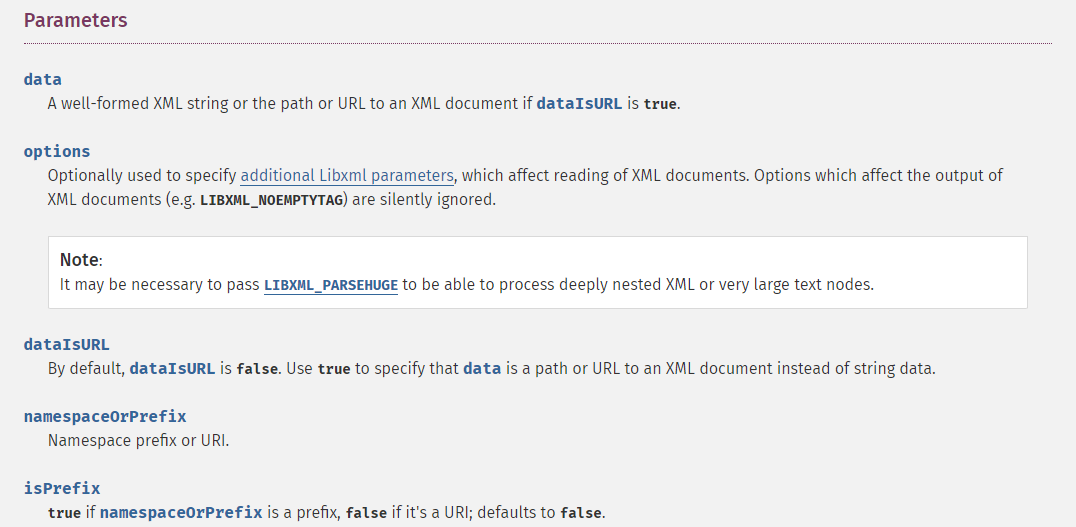 Parameters
data
A well-formed XML string or the path or URL to an XML document if dataIsURL is true.
options
Optionally used to specify additional Libxml parameters, which affect reading of XML documents. Options which affect the output of
XML documents (e.g. LIBXML_NOEMPTYTAG) are silently ignored.
Note:
It may be necessary to pass LIBXML_PARSEHUGE to be able to process deeply nested XML or very large text nodes.
dataIsURL
By default, dataIsURL is false. Use true to specify that data is a path or URL to an XML document instead of string data.
namespaceOrPrefix
Namespace prefix or URI.
isPrefix
true if namespaceOrPrefix is a prefix, false if it's a URI; defaults to false.